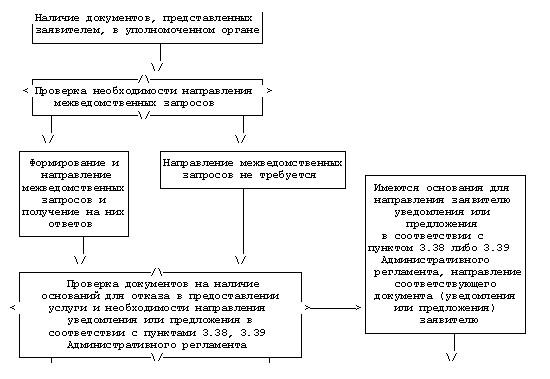 Наличие документов, представленных
заявителем, в уполномоченном органе
Проверка необходимости направления
межведомственных запросов
Формирование и
направление
межведомственных
запросов и
получение на них
ответов
Направление межведомственных
запросов не требуется
Имеются основания для
направления заявителю
уведомления или
предложения
в соответствии с
пунктом 3.38 либо 3.39
Административного
регламента, направление
соответствующего
документа (уведомления
или предложения)
заявителю
Проверка документов на наличие
оснований для отказа в предоставлении
услуги и необходимости направления
уведомления или предложения в
соответствии с пунктами 3.38, 3.39
Административного регламента